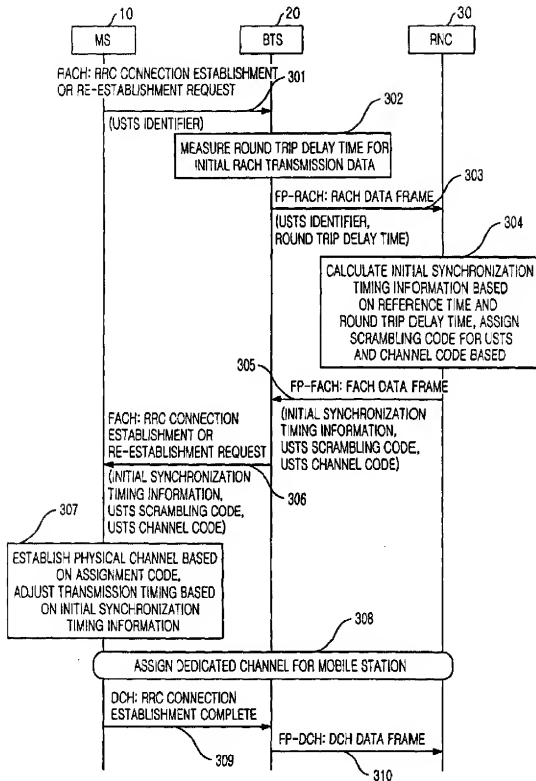 10
20
30
MS
BTS
RNC
RACH: RRC CONNECTION ESTABLISHMENT
OR RE-ESTABLISHMENT REQUEST
301
(USTS IDENTIFIER)
302
MEASURE ROUND TRIP DELAY TIME FOR
INITIAL RACH TRANSMISSION DATA
FP-RACH: RACH DATA FRAME
303
(USTS IDENTIFIER,
ROUND TRIP DELAY TIME)
304
CALCULATE INITIAL SYNCHRONIZATION
TIMING INFORMATION BASED
ON REFERENCE TIME AND
ROUND TRIP DELAY TIME, ASSIGN
SCRAMBLING CODE FOR USTS
AND CHANNEL CODE BASED
305
FP-FACH: FACH DATA FRAME
(INITIAL SYNCHRONIZATION
TIMING INFORMATION,
USTS SCRAMBLING CODE,
USTS CHANNEL CODE)
FACH: RRC CONNECTION
ESTABLISHMENT OR
RE-ESTABLISHMENT REQUEST
306
(INITIAL SYNCHRONIZATION
TIMING INFORMATION,
USTS SCRAMBLING CODE,
USTS CHANNEL CODE)
307
ESTABLISH PHYSICAL CHANNEL BASED
ON ASSIGNMENT CODE,
ADJUST TRANSMISSION TIMING BASED
ON INITIAL SYNCHRONIZATION
TIMING INFORMATION
308
ASSIGN DEDICATED CHANNEL FOR MOBILE STATION
DCH: RRC CONNECTION
ESTABLISHMENT COMPLETE
309
FP-DCH: DCH DATA FRAME
310